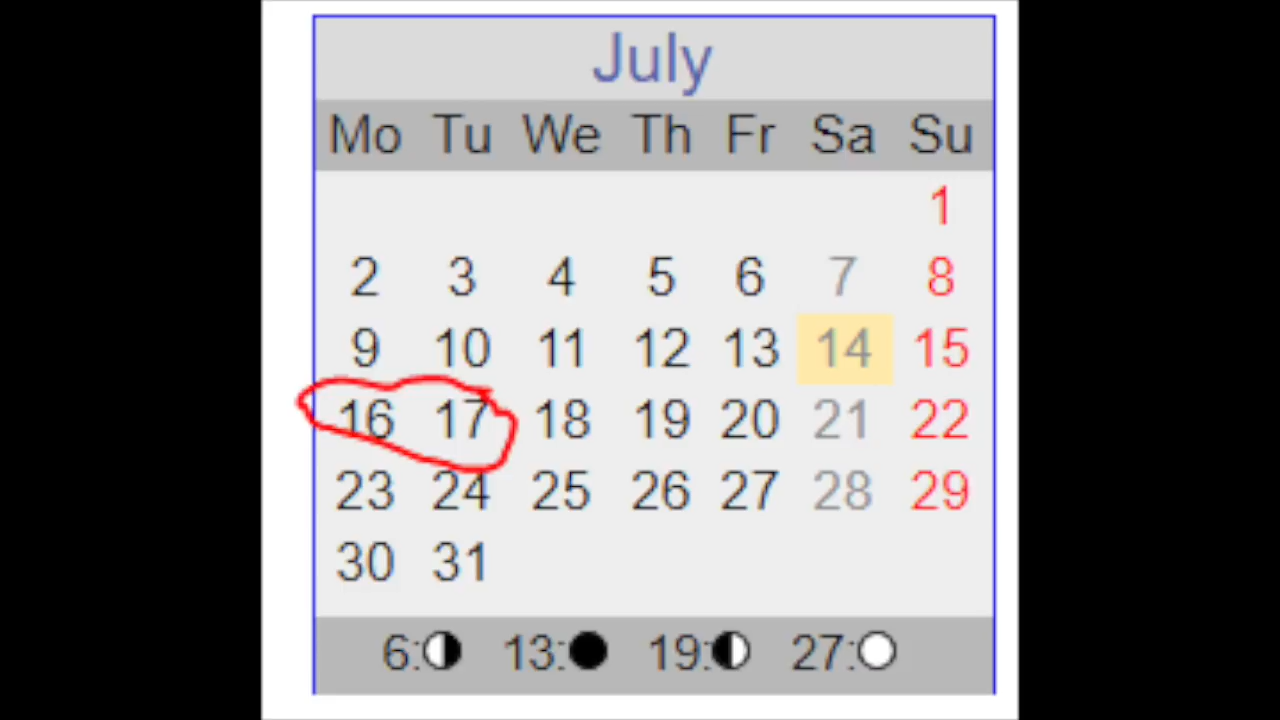 July
Mo Tu We Th Fr Sa Su
1
2 3 4 5 6 7 8
9 10 11 12 13 14 15
16 17 18 19 20 21 22
23 24 25 26 27 28 29
30 31
6: 13: 19: 27: